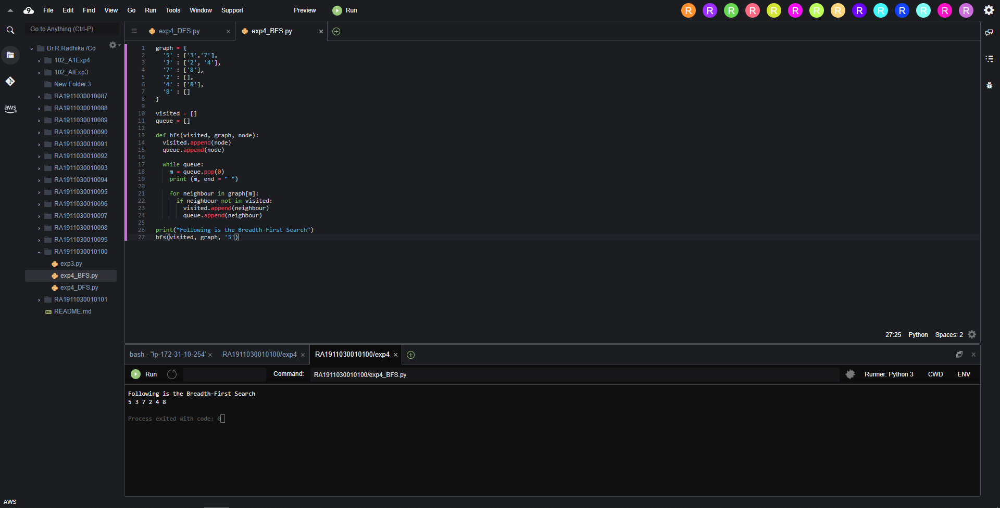 9 File Edit Find View Go Run Tools Window Support Preview Run R R R R R R R R R R R R R R
Go to Anything (Ctrl-P)
exp4_DFS.py × exp4_BFS.py ×
Dr.R.Radhika /Co
102_A1Exp4
102_AIExp3
New Folder.3
RA1911030010087
RA1911030010088
RA1911030010089
RA1911030010090
RA1911030010091
RA1911030010092
RA1911030010093
RA1911030010094
RA1911030010095
RA1911030010096
RA1911030010097
RA1911030010098
RA1911030010099
RA1911030010100
exp3.py
exp4_BFS.py
exp4_DFS.py
RA1911030010101
README.md
aws
1 graph = {
2 '5' : ['3','7'],
3 '3' : ['2', '4'],
4 '7' : ['8'],
5 '2' : [],
6 '4' : ['8'],
7 '8' : []
8 }
9
10 visited = []
11 queue = []
12
13 def bfs(visited, graph, node):
14 visited.append(node)
15 queue.append(node)
16
17 while queue:
18 m = queue.pop(0)
19 print (m, end = " ")
20
21 for neighbour in graph[m]:
22 if neighbour not in visited:
23 visited.append(neighbour)
24 queue.append(neighbour)
25
26 print("Following is the Breadth-First Search")
27 bfs(visited, graph, '5')
27:25 Python Spaces: 2
bash - "ip-172-31-10-254" × RA1911030010100/exp4_ × RA1911030010100/exp4_ ×
Run Command: RA1911030010100/exp4_BFS.py Runner: Python 3 CWD ENV
Following is the Breadth-First Search
5 3 7 2 4 8
Process exited with code: 0
AWS